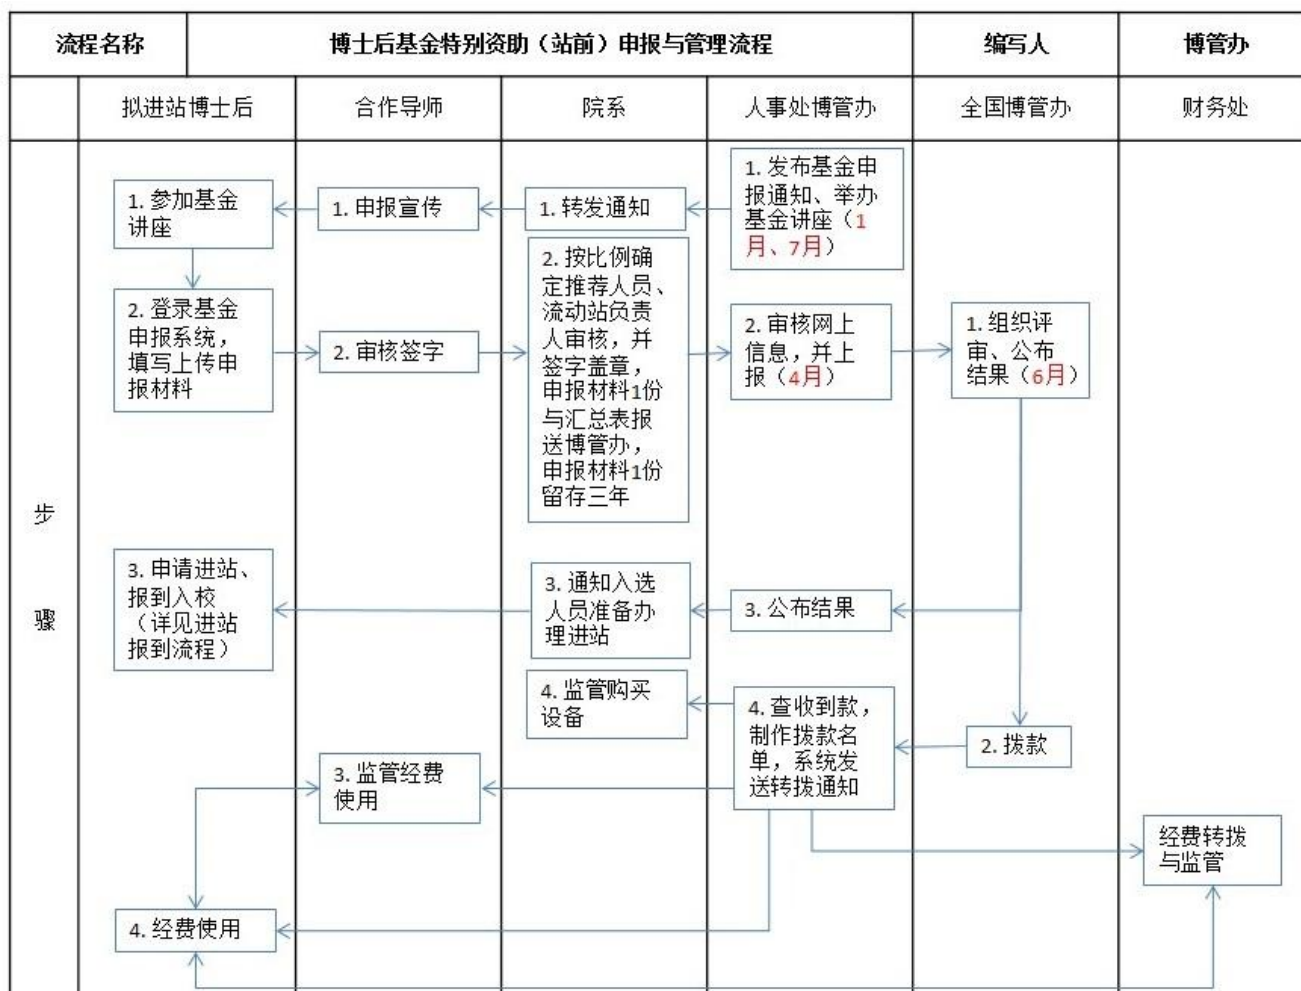 流程名称
博士后基金特别资助（站前）申报与管理流程
编写人
博管办
拟进站博士后
合作导师
院系
人事处博管办
全国博管办
财务处
步
骤
1. 发布基金申
报通知、举办
基金讲座（1
月、7月）
1. 转发通知
1. 申报宣传
1. 参加基金
讲座
2. 登录基金
申报系统，
填写上传申
报材料
2. 审核签字
2. 按比例确
定推荐人员、
流动站负责
人审核，并
签字盖章，
申报材料1份
与汇总表报
送博管办，
申报材料1份
留存三年
2. 审核网上
信息，并上
报（4月）
1. 组织评
审、公布
结果（6月）
3. 申请进站、
报到入校
（详见进站
报到流程）
3. 通知入选
人员准备办
理进站
3. 公布结果
4. 监管购买
设备
4. 查收到款，
制作拨款名
单，系统发
送转拨通知
2. 拨款
3. 监管经费
使用
经费转拨
与监管
4. 经费使用